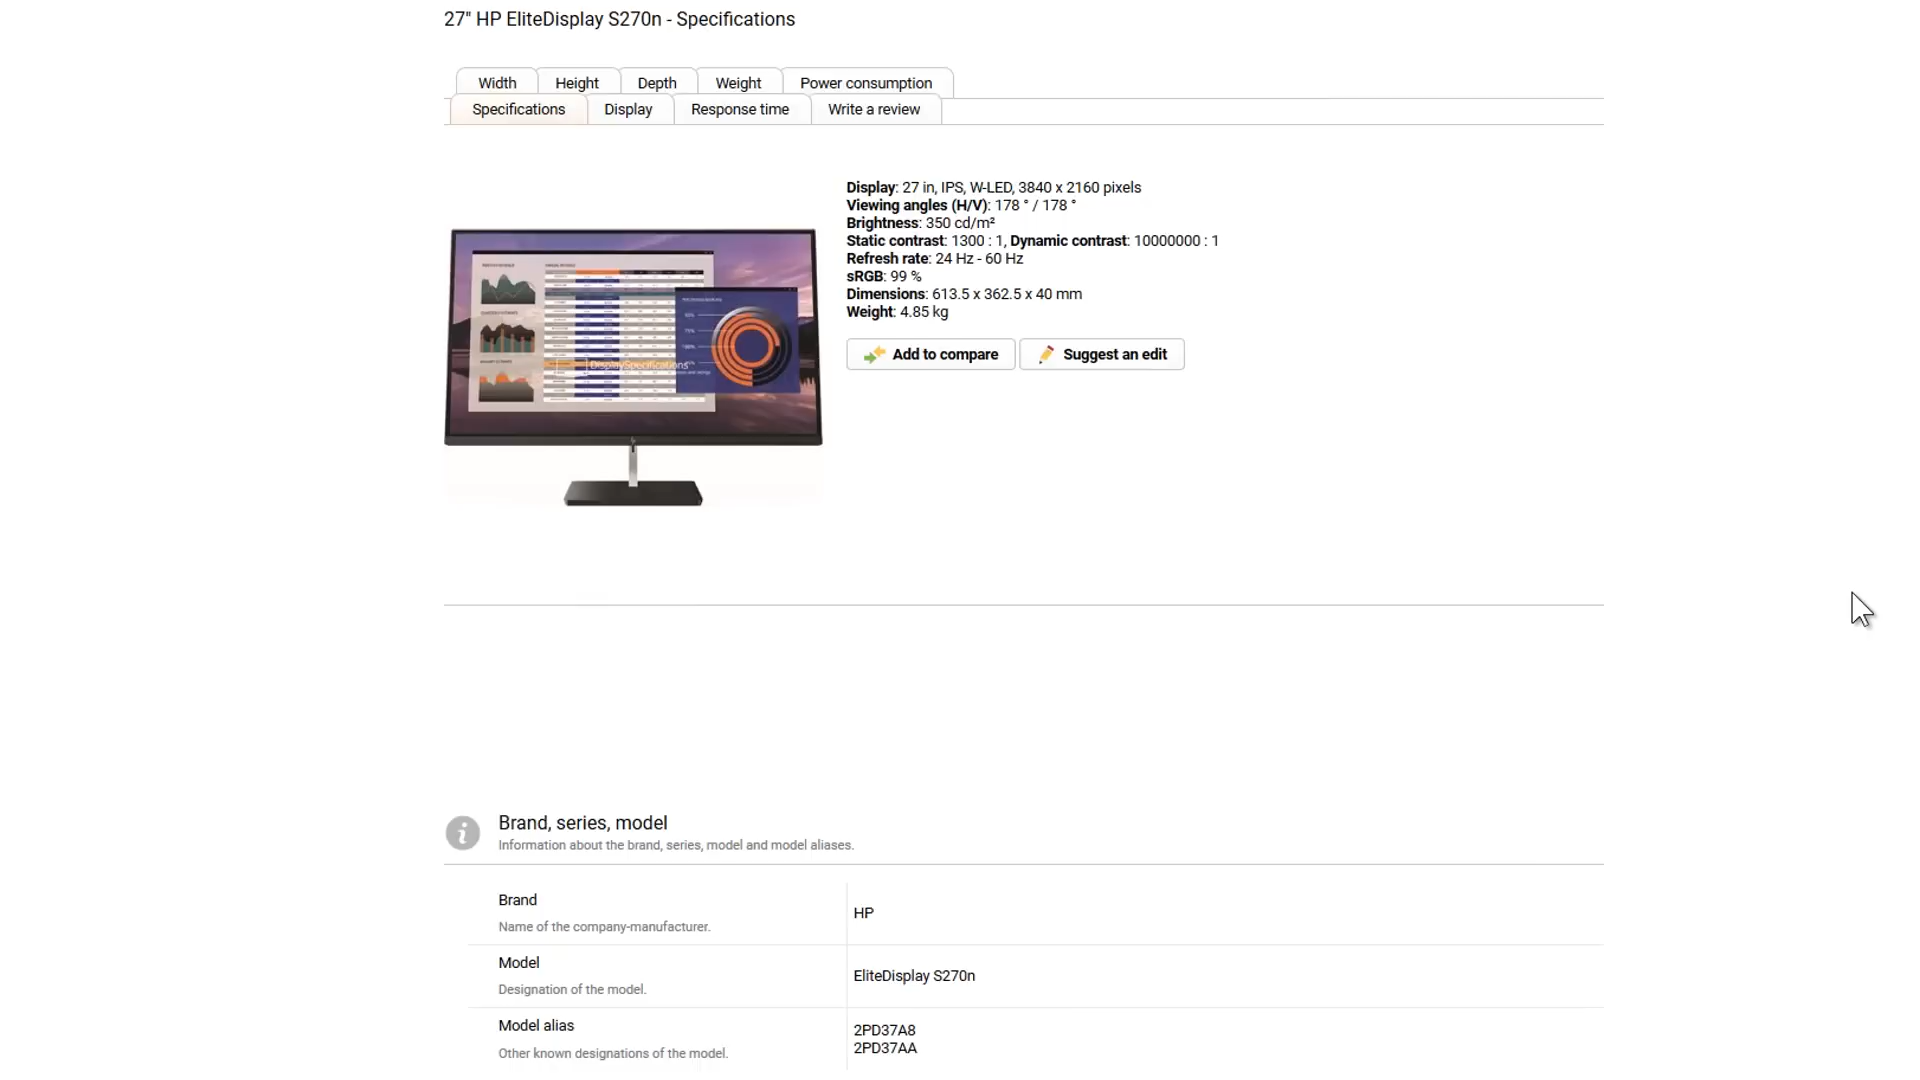 27" HP EliteDisplay S270n - Specifications
Width Height Depth Weight Power consumption
Specifications Display Response time Write a review
Display: 27 in, IPS, W-LED, 3840 x 2160 pixels
Viewing angles (H/V): 178 ° / 178 °
Brightness: 350 cd/m²
Static contrast: 1300 : 1, Dynamic contrast: 10000000 : 1
Refresh rate: 24 Hz - 60 Hz
sRGB: 99 %
Dimensions: 613.5 x 362.5 x 40 mm
Weight: 4.85 kg
Add to compare Suggest an edit
DisplaySpecifications
Brand, series, model
Information about the brand, series, model and model aliases.
Brand
Name of the company-manufacturer.
HP
Model
Designation of the model.
EliteDisplay S270n
Model alias
Other known designations of the model.
2PD37A8
2PD37AA